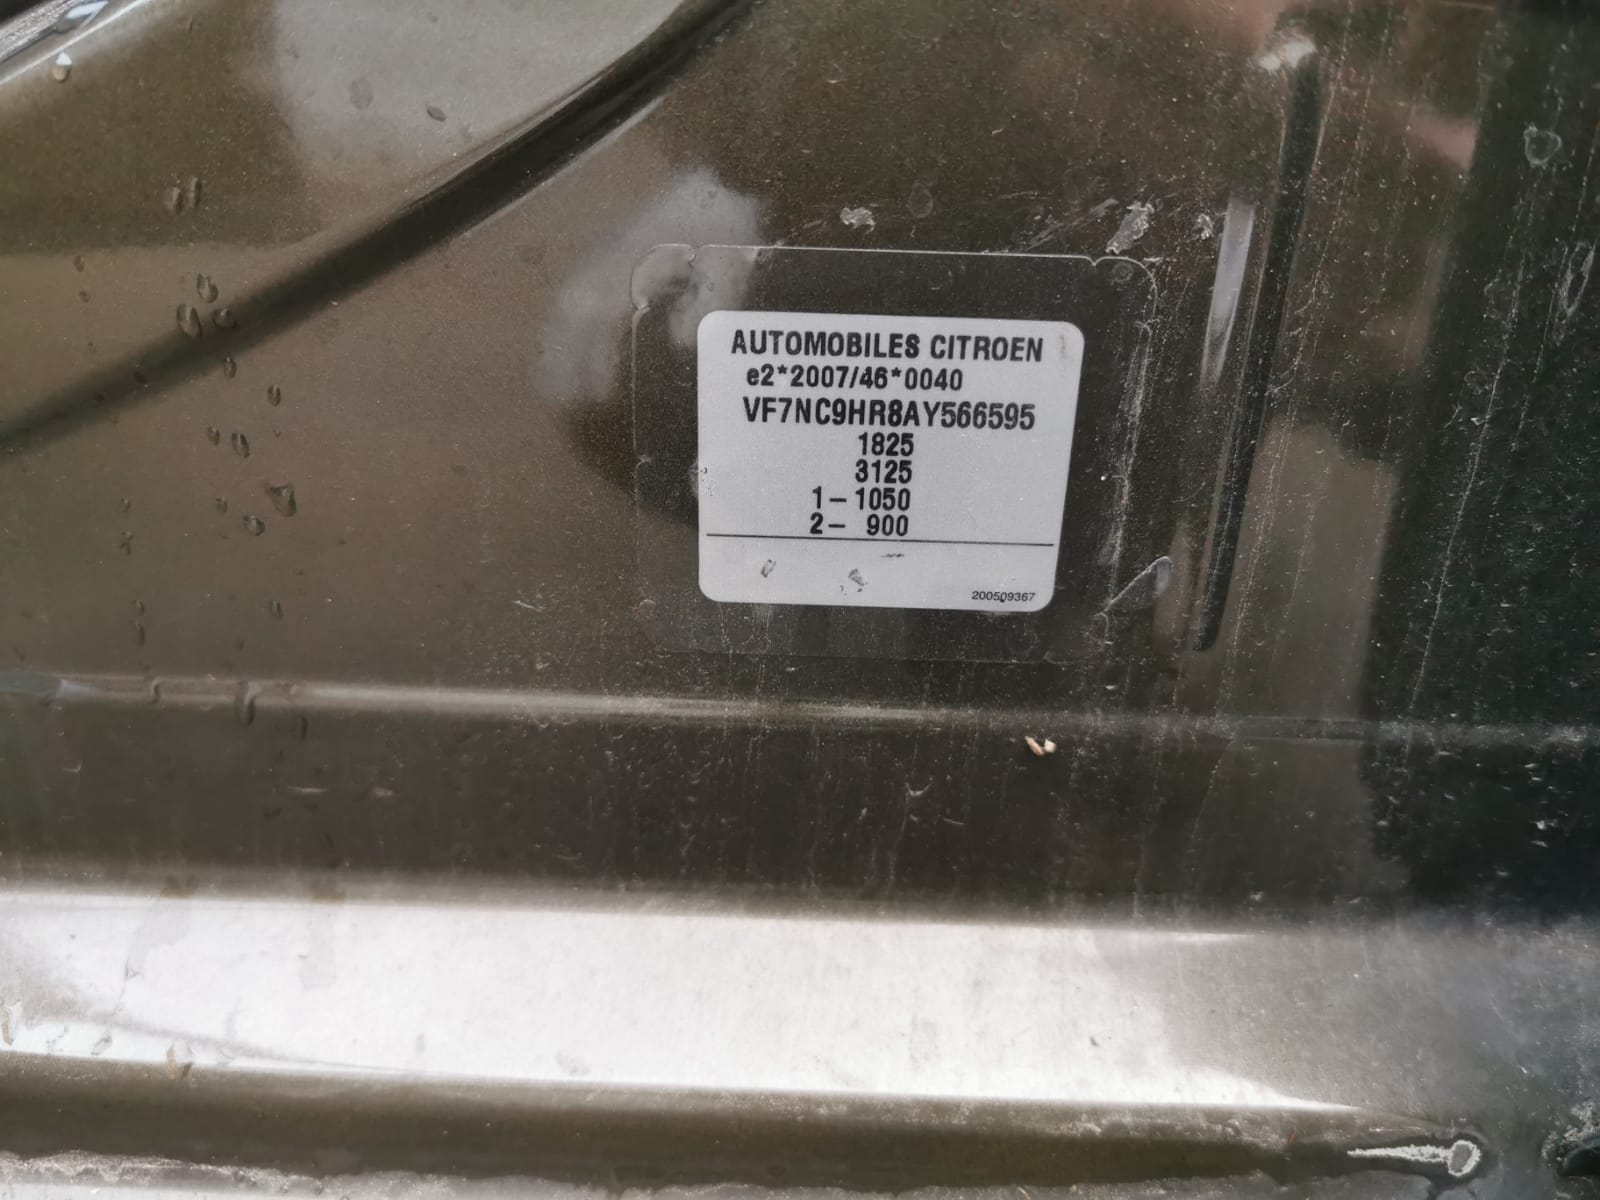 AUTOMOBILES CITROEN
e2*2007/46*0040
VF7NC9HR8AY566595
1825
3125
1- 1050
2- 900
200509367